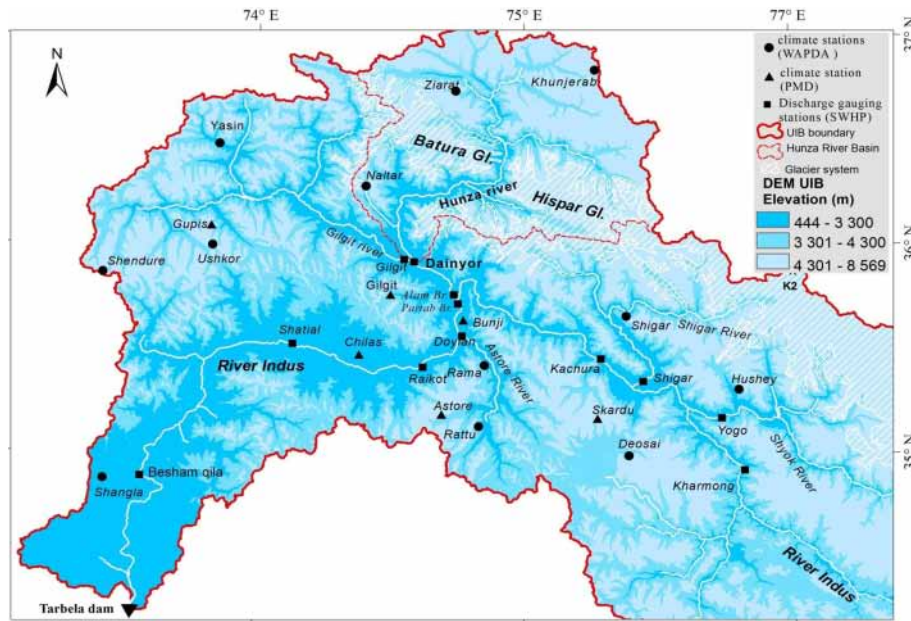 74° E
75° E
77° E
37° N
N
climate stations
(WAPDA )
climate station
(PMD)
Discharge gauging
stations (SWHP)
UIB boundary
Hunza River Basin
Glacier system
DEM UIB
Elevation (m)
444 - 3 300
3 301 - 4 300
4 301 - 8 569
Khunjerab
Ziarat
Yasin
Batura Gl.
Naltar
Hunza river
Hispar Gl.
Gupis
Ushkor
Gilgit river
36° N
Shendure
Gilgit
Dainyor
K2
Gilgit
Alam Br.
Partab Br.
Bunji
Shigar
Shigar River
Shatial
Chilas
Doyian
River Indus
Raikot
Rama
Astore River
Kachura
Shigar
Hushey
Astore
Rattu
Skardu
Yogo
Deosai
Shyok River
35° N
Besham qila
Shangla
Kharmong
River Indus
Tarbela dam